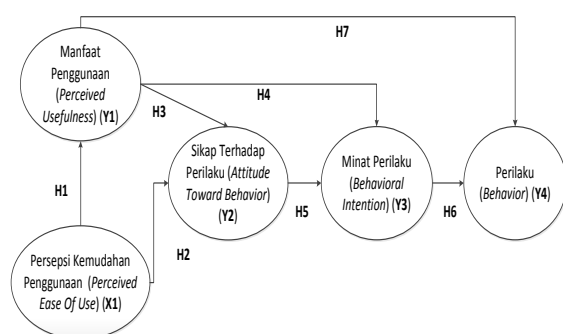 H7
Manfaat
Penggunaan
(Perceived
Usefulness) (Y1)
H4
H3
Sikap Terhadap
Perilaku (Attitude
Toward Behavior)
(Y2)
Minat Perilaku
(Behavioral
Intention) (Y3)
Perilaku
(Behavior) (Y4)
H1
H5
H6
H2
Persepsi Kemudahan
Penggunaan (Perceived
Ease Of Use) (X1)